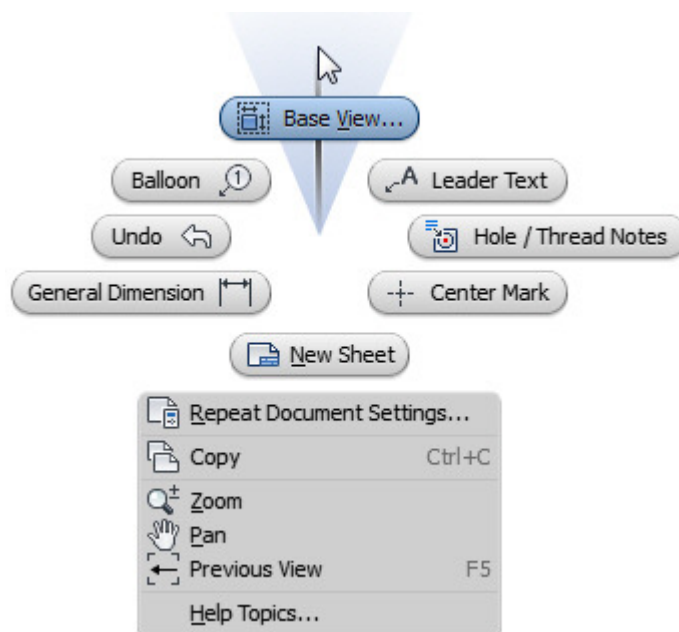 Base View...
Balloon 1
A Leader Text
Undo
Hole / Thread Notes
General Dimension
Center Mark
New Sheet
Repeat Document Settings...
Copy Ctrl+C
Zoom
Pan
Previous View F5
Help Topics...